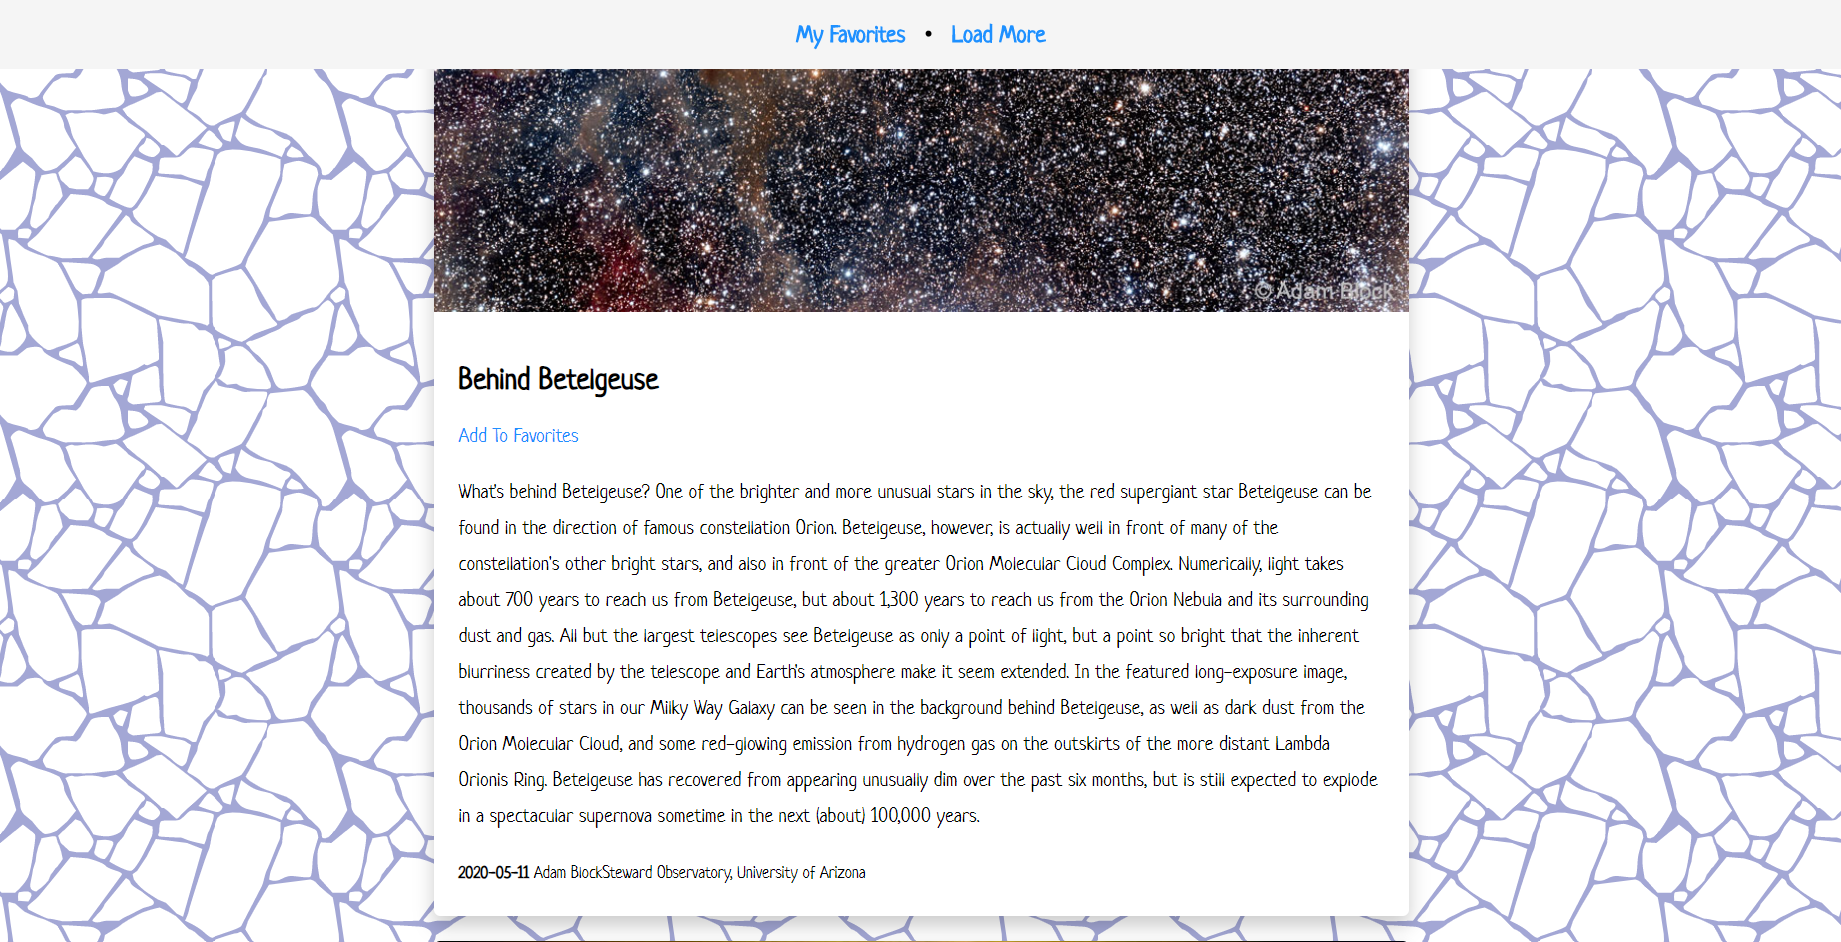 My Favorites • Load More
© Adam Block
Behind Betelgeuse
Add To Favorites
What's behind Betelgeuse? One of the brighter and more unusual stars in the sky, the red supergiant star Betelgeuse can be
found in the direction of famous constellation Orion. Betelgeuse, however, is actually well in front of many of the
constellation's other bright stars, and also in front of the greater Orion Molecular Cloud Complex. Numerically, light takes
about 700 years to reach us from Betelgeuse, but about 1,300 years to reach us from the Orion Nebula and its surrounding
dust and gas. All but the largest telescopes see Betelgeuse as only a point of light, but a point so bright that the inherent
blurriness created by the telescope and Earth's atmosphere make it seem extended. In the featured long-exposure image,
thousands of stars in our Milky Way Galaxy can be seen in the background behind Betelgeuse, as well as dark dust from the
Orion Molecular Cloud, and some red-glowing emission from hydrogen gas on the outskirts of the more distant Lambda
Orionis Ring. Betelgeuse has recovered from appearing unusually dim over the past six months, but is still expected to explode
in a spectacular supernova sometime in the next (about) 100,000 years.
2020-05-11 Adam BlockSteward Observatory, University of Arizona